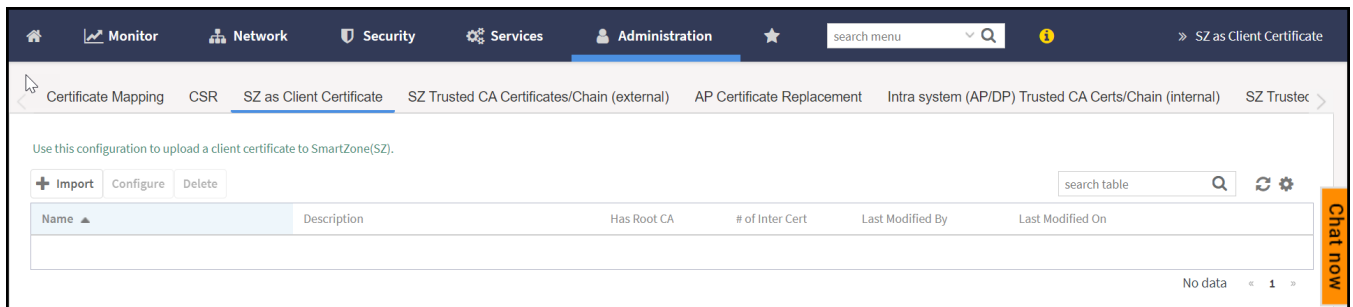 Monitor Network Security Services Administration search menu » SZ as Client Certificate
Certificate Mapping CSR SZ as Client Certificate SZ Trusted CA Certificates/Chain (external) AP Certificate Replacement Intra system (AP/DP) Trusted CA Certs/Chain (internal) SZ Trusted
Use this configuration to upload a client certificate to SmartZone(SZ).
+ Import Configure Delete search table
Name Description Has Root CA # of Inter Cert Last Modified By Last Modified On
No data « 1 »
Chat now